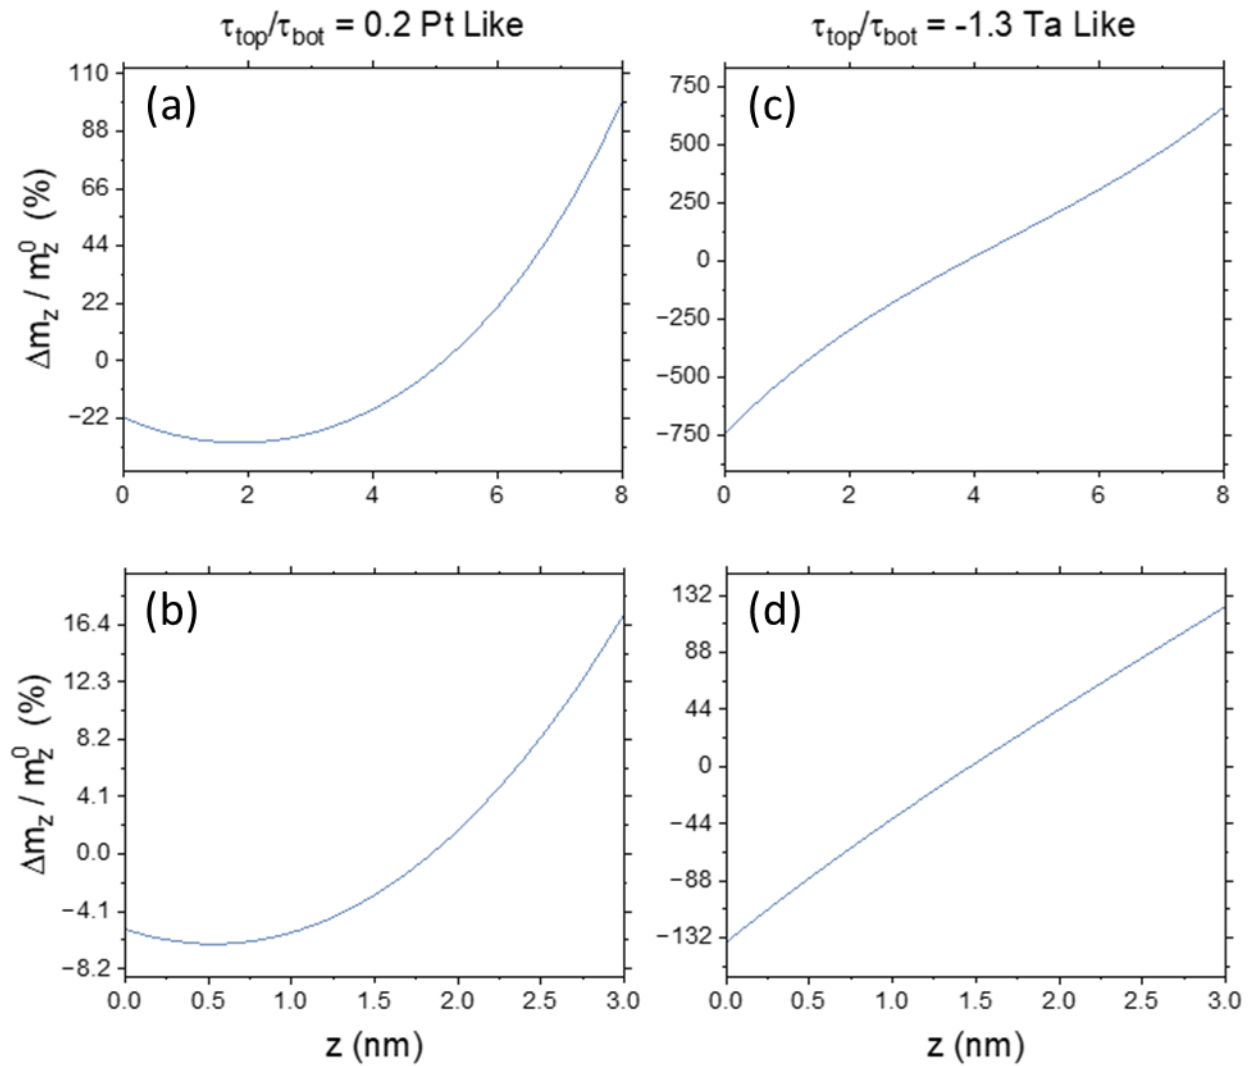 τtop/τbot = 0.2 Pt Like
τtop/τbot = -1.3 Ta Like
(a)
110
88
66
44
22
0
−22
Δmz / mz0 (%)
0 2 4 6 8
(c)
750
500
250
0
−250
−500
−750
0 2 4 6 8
(b)
16.4
12.3
8.2
4.1
0.0
−4.1
−8.2
Δmz / mz0 (%)
0.0 0.5 1.0 1.5 2.0 2.5 3.0
z (nm)
(d)
132
88
44
0
−44
−88
−132
0.0 0.5 1.0 1.5 2.0 2.5 3.0
z (nm)